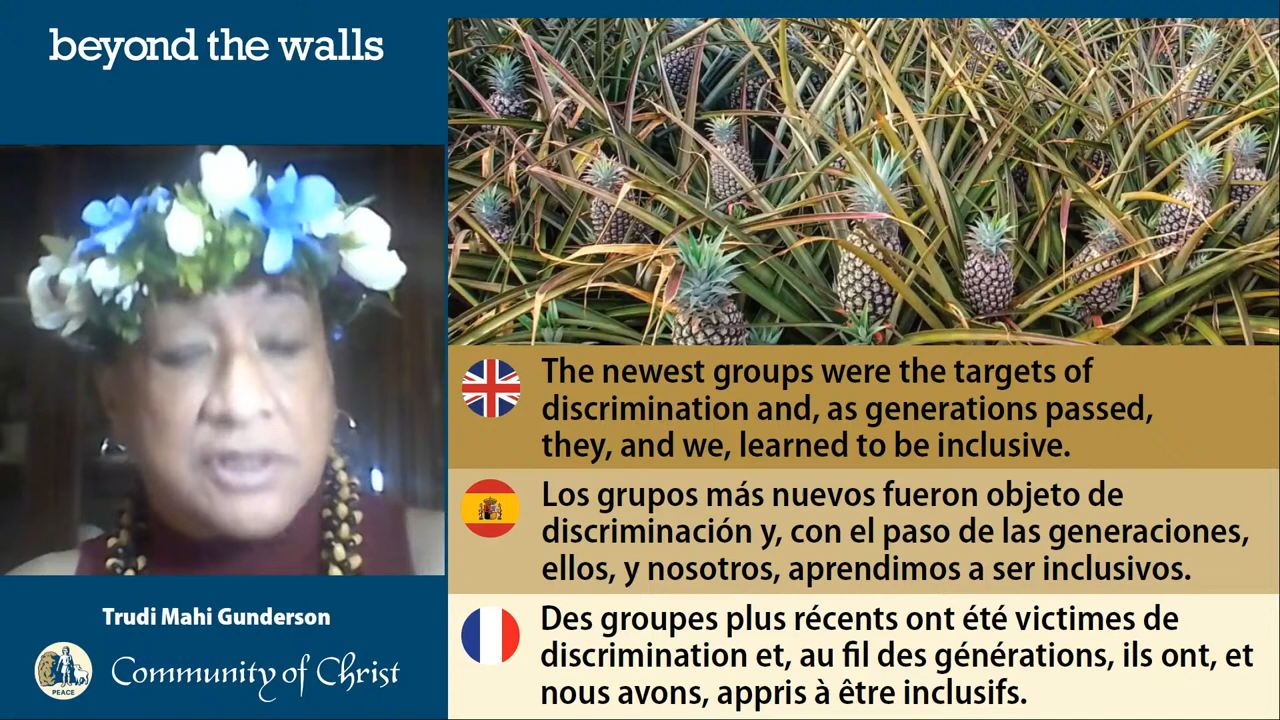 beyond the walls
The newest groups were the targets of
discrimination and, as generations passed,
they, and we, learned to be inclusive.
Los grupos más nuevos fueron objeto de
discriminación y, con el paso de las generaciones,
ellos, y nosotros, aprendimos a ser inclusivos.
Des groupes plus récents ont été victimes de
discrimination et, au fil des générations, ils ont, et
nous avons, appris à être inclusifs.
Trudi Mahi Gunderson
Community of Christ
PEACE